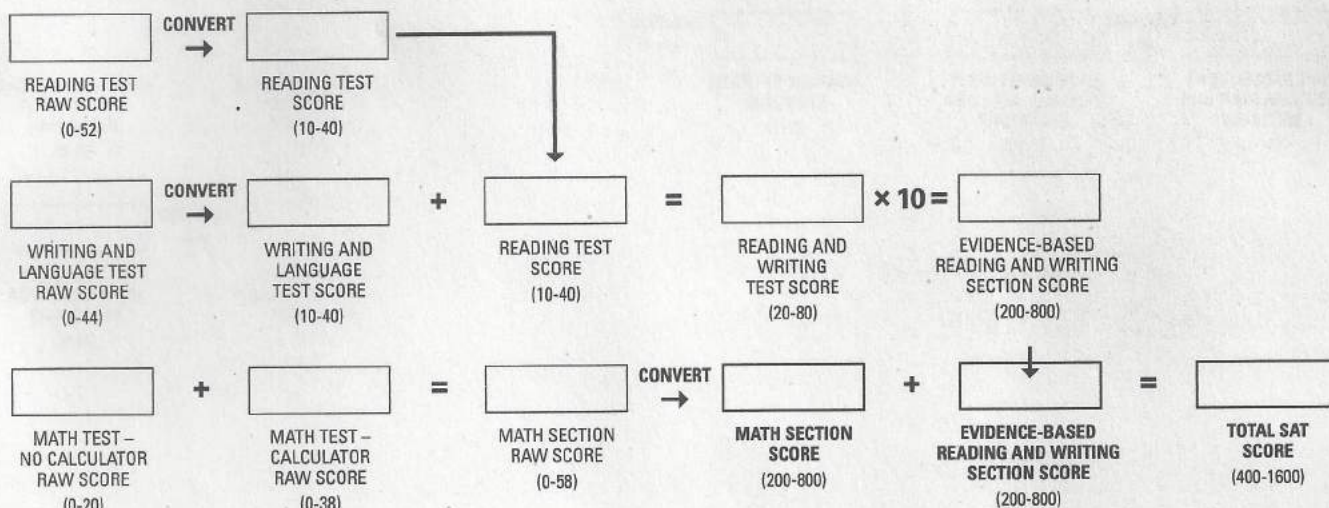 CONVERT
→
READING TEST
RAW SCORE
(0-52)
READING TEST
SCORE
(10-40)
CONVERT
→
+
=
× 10 =
WRITING AND
LANGUAGE TEST
RAW SCORE
(0-44)
WRITING AND
LANGUAGE
TEST SCORE
(10-40)
READING TEST
SCORE
(10-40)
READING AND
WRITING
TEST SCORE
(20-80)
EVIDENCE-BASED
READING AND WRITING
SECTION SCORE
(200-800)
+
=
CONVERT
→
+
=
MATH TEST –
NO CALCULATOR
RAW SCORE
(0-20)
MATH TEST –
CALCULATOR
RAW SCORE
(0-38)
MATH SECTION
RAW SCORE
(0-58)
MATH SECTION
SCORE
(200-800)
EVIDENCE-BASED
READING AND WRITING
SECTION SCORE
(200-800)
TOTAL SAT
SCORE
(400-1600)